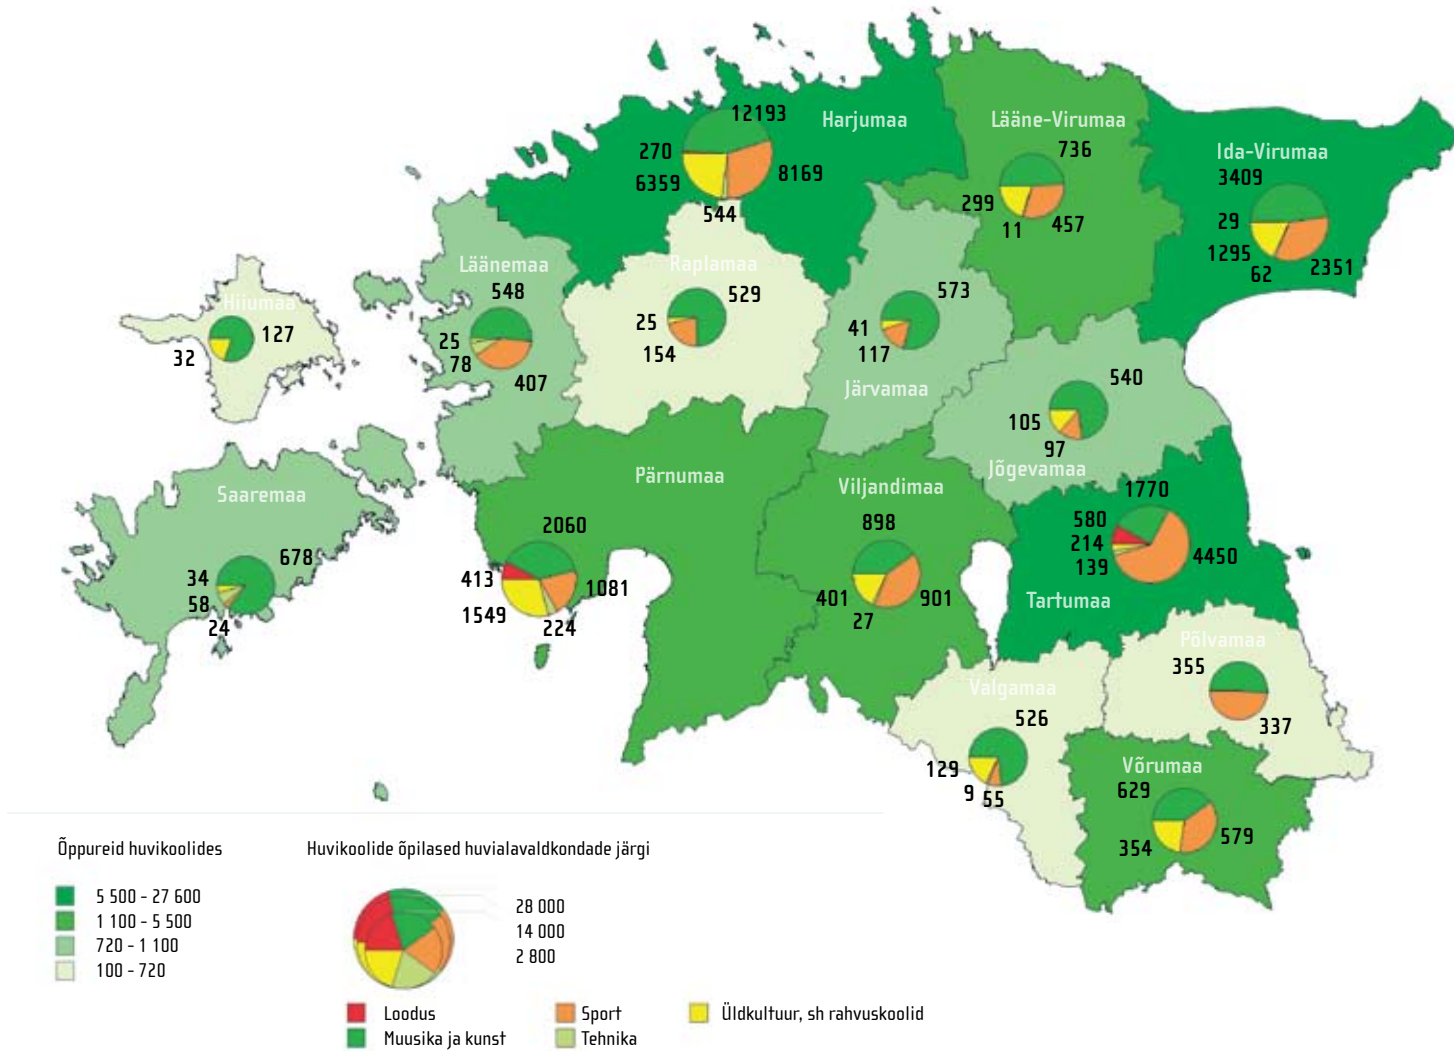 12193
Harjumaa
270
6359
8169
544
Lääne-Virumaa
736
299
11
457
Ida-Virumaa
3409
29
1295
62
2351
Läänemaa
548
25
78
407
Raplamaa
529
25
154
573
41
117
Järvamaa
Hiiumaa
127
32
540
105
97
Jõgevamaa
Saaremaa
678
34
58
24
Pärnumaa
2060
413
1081
1549
224
Viljandimaa
898
401
27
901
1770
580
214
139
4450
Tartumaa
Põlvamaa
355
337
Valgamaa
526
129
9
55
Võrumaa
629
354
579
Õppureid huvikoolides
5 500 - 27 600
1 100 - 5 500
720 - 1 100
100 - 720
Huvikoolide õpilased huvialavaldkondade järgi
28 000
14 000
2 800
Loodus
Muusika ja kunst
Sport
Tehnika
Üldkultuur, sh rahvuskoolid